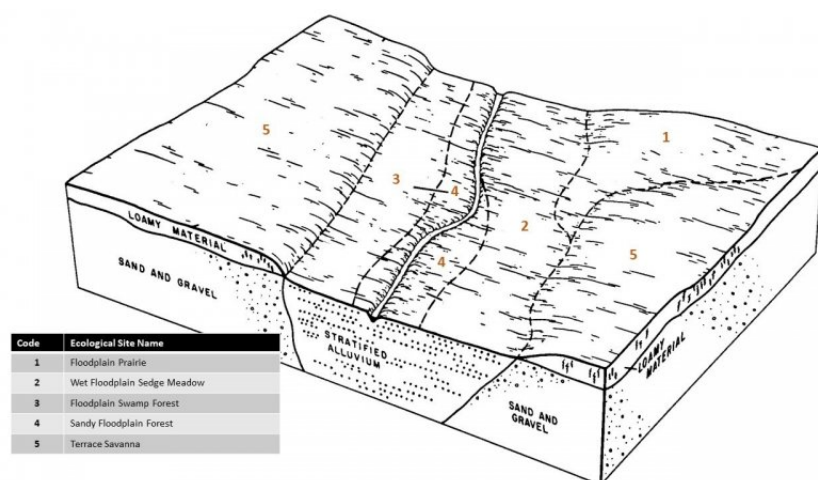 5
1
3
4
2
4
5
LOAMY MATERIAL
SAND AND GRAVEL
STRATIFIED
ALLUVIUM
SAND AND
GRAVEL
LOAMY
MATERIAL
Code Ecological Site Name
1 Floodplain Prairie
2 Wet Floodplain Sedge Meadow
3 Floodplain Swamp Forest
4 Sandy Floodplain Forest
5 Terrace Savanna